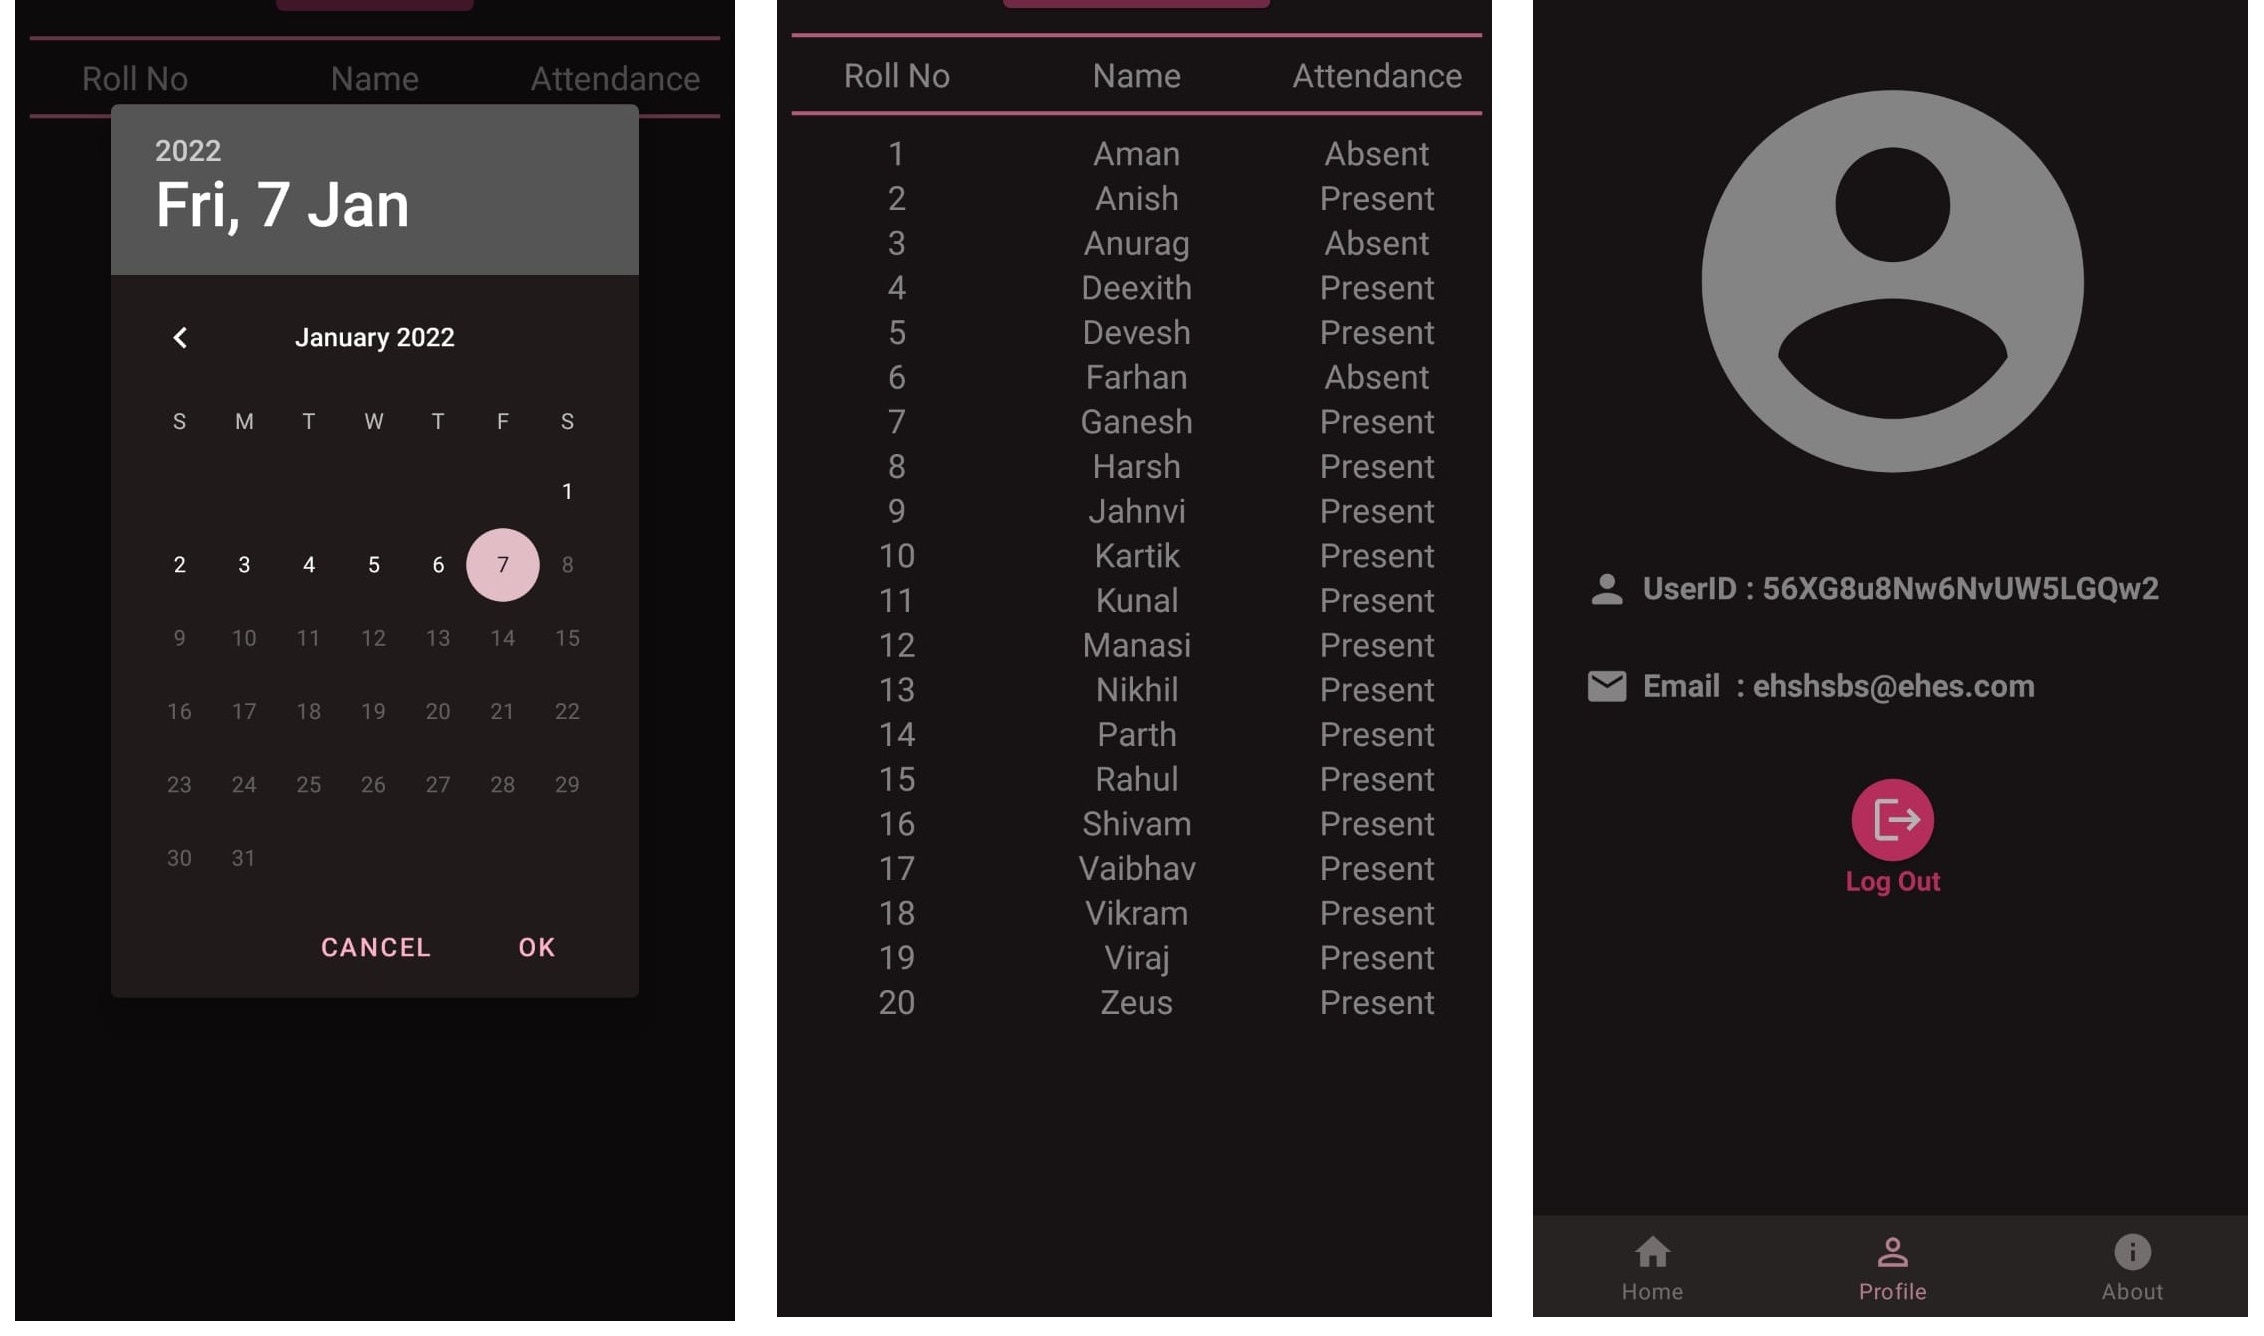 Roll No Name Attendance
2022
Fri, 7 Jan
January 2022
S M T W T F S
1
2 3 4 5 6 7 8
9 10 11 12 13 14 15
16 17 18 19 20 21 22
23 24 25 26 27 28 29
30 31
CANCEL OK
Roll No Name Attendance
1 Aman Absent
2 Anish Present
3 Anurag Absent
4 Deexith Present
5 Devesh Present
6 Farhan Absent
7 Ganesh Present
8 Harsh Present
9 Jahnvi Present
10 Kartik Present
11 Kunal Present
12 Manasi Present
13 Nikhil Present
14 Parth Present
15 Rahul Present
16 Shivam Present
17 Vaibhav Present
18 Vikram Present
19 Viraj Present
20 Zeus Present
UserID : 56XG8u8Nw6NvUW5LGQw2
Email : ehshsbs@ehes.com
Log Out
Home Profile About